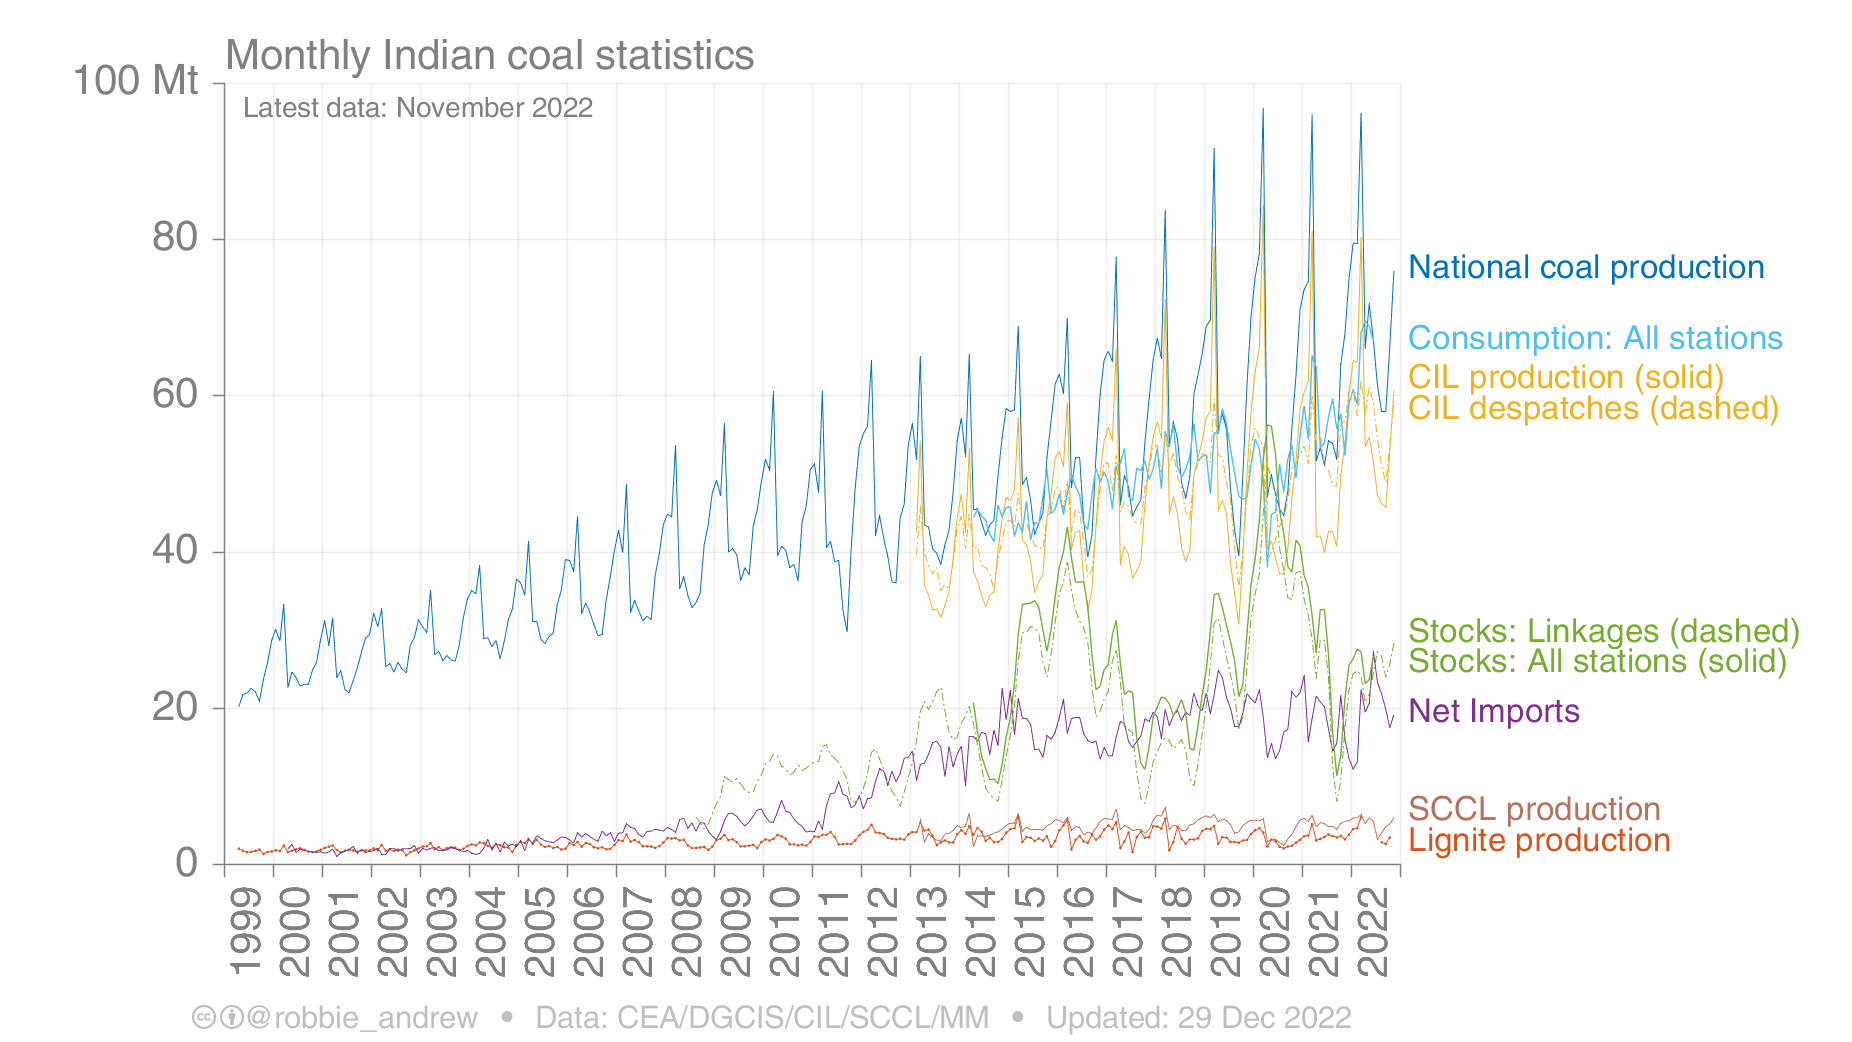 Monthly Indian coal statistics
100 Mt
Latest data: November 2022
80
60
40
20
0
National coal production
Consumption: All stations
CIL production (solid)
CIL despatches (dashed)
Stocks: Linkages (dashed)
Stocks: All stations (solid)
Net Imports
SCCL production
Lignite production
1999
2000
2001
2002
2003
2004
2005
2006
2007
2008
2009
2010
2011
2012
2013
2014
2015
2016
2017
2018
2019
2020
2021
2022
cc @robbie_andrew • Data: CEA/DGCIS/CIL/SCCL/MM • Updated: 29 Dec 2022